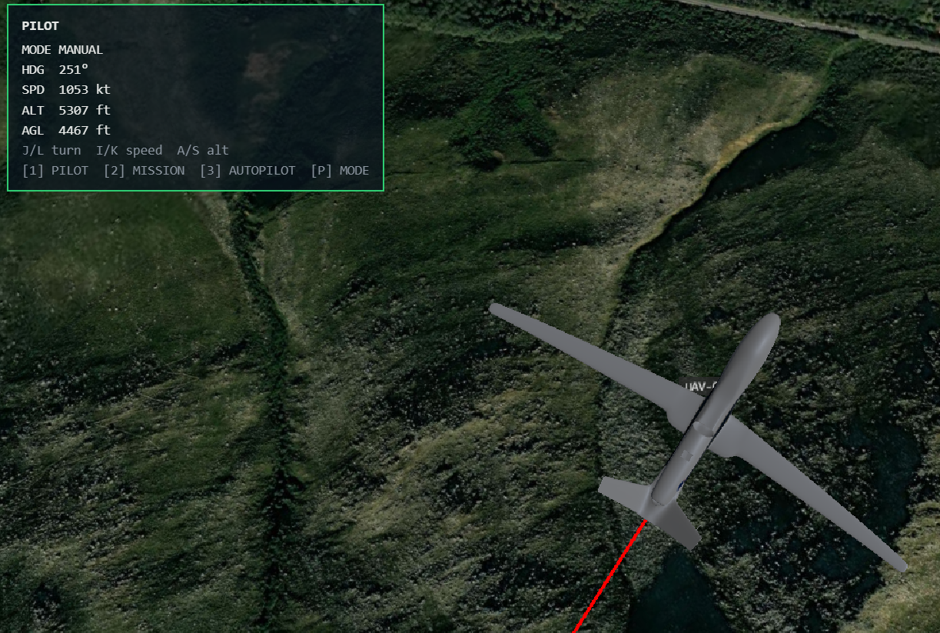 PILOT
MODE MANUAL
HDG 251°
SPD 1053 kt
ALT 5307 ft
AGL 4467 ft
J/L turn I/K speed A/S alt
[1] PILOT [2] MISSION [3] AUTOPILOT [P] MODE